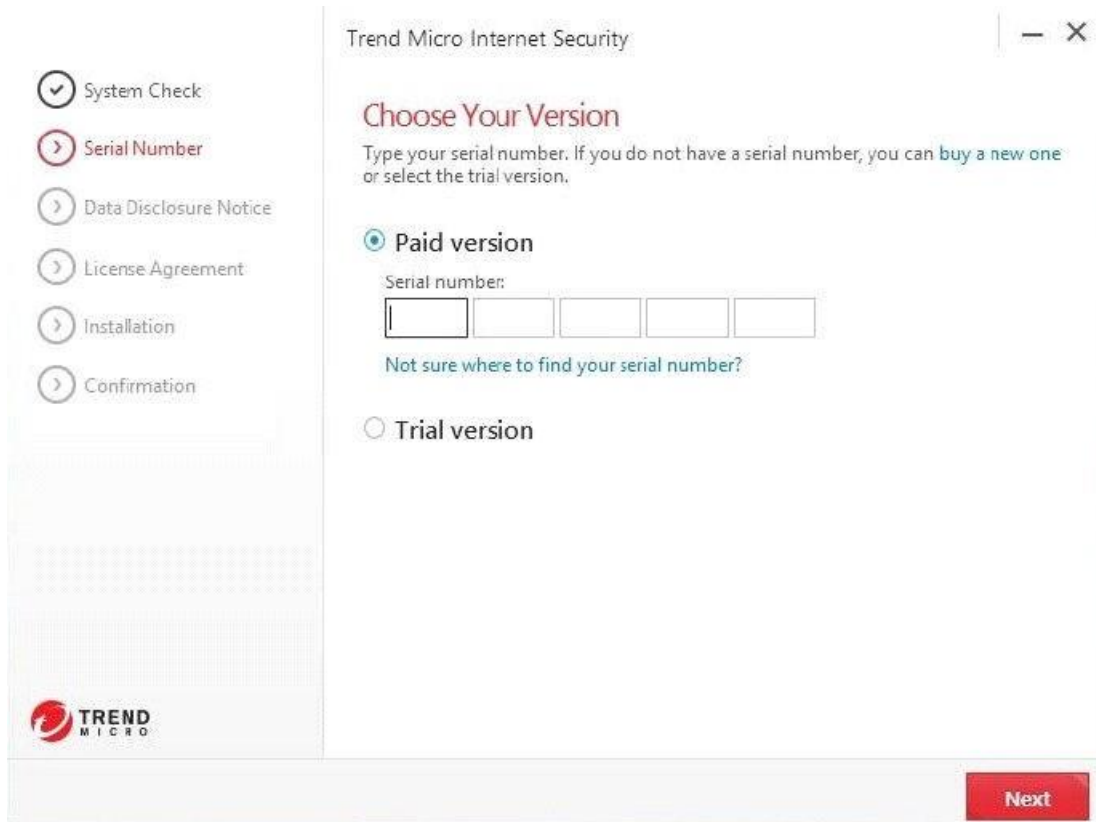 Trend Micro Internet Security
System Check
Serial Number
Data Disclosure Notice
License Agreement
Installation
Confirmation
Choose Your Version
Type your serial number. If you do not have a serial number, you can buy a new one
or select the trial version.
Paid version
Serial number:
Not sure where to find your serial number?
Trial version
TREND
MICRO
Next